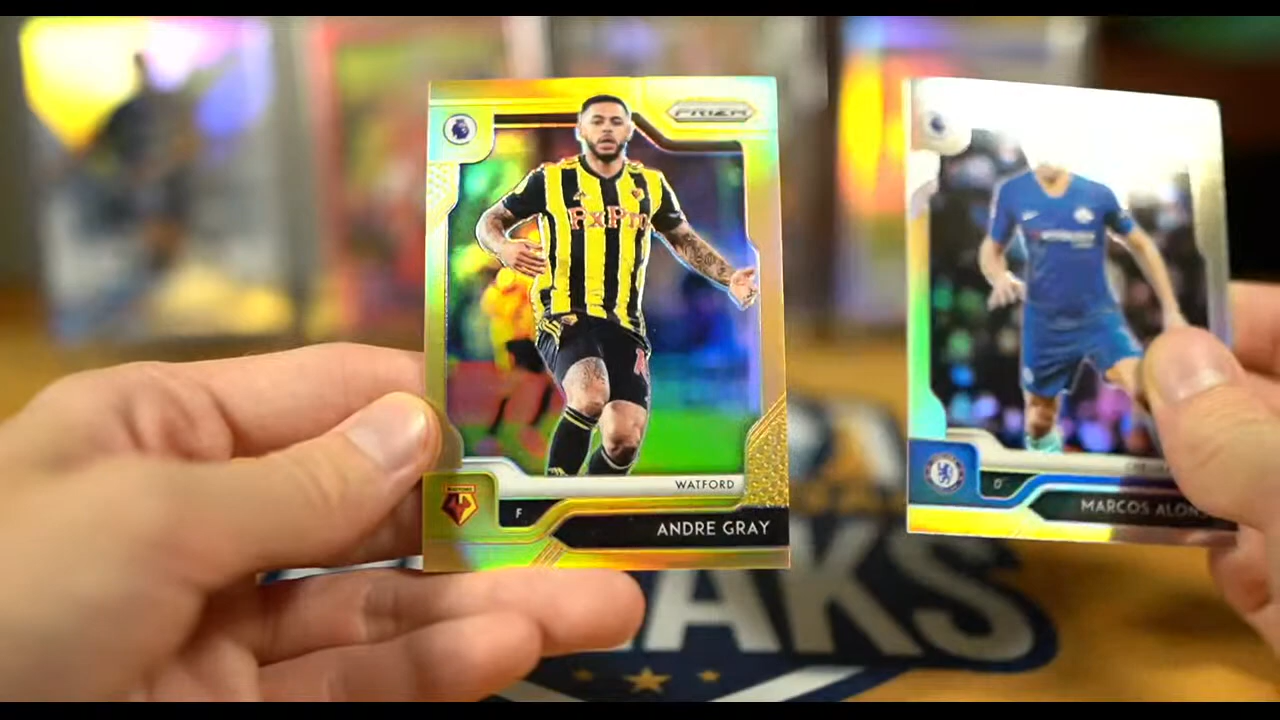 PRIZM
FxPro
WATFORD
F
ANDRE GRAY
D
MARCOS ALON
AKS